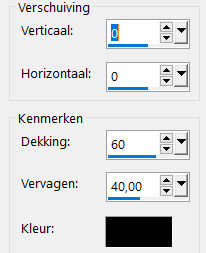 Verschuiving
Verticaal: 0
Horizontaal: 0
Kenmerken
Dekking: 60
Vervagen: 40,00
Kleur: